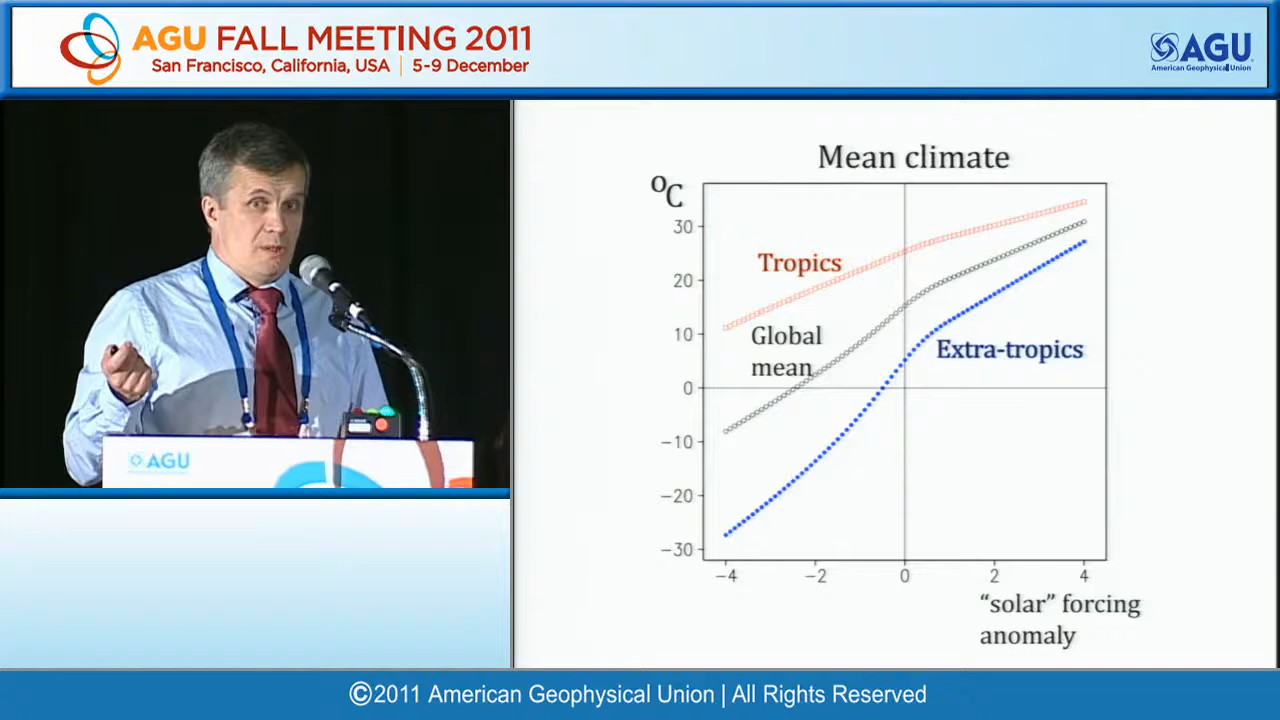 AGU FALL MEETING 2011
San Francisco, California, USA | 5-9 December
AGU
American Geophysical Union
AGU
Mean climate
°C
30
20
10
0
−10
−20
−30
Tropics
Global
mean
Extra-tropics
−4
−2
0
2
4
“solar” forcing
anomaly
©2011 American Geophysical Union | All Rights Reserved